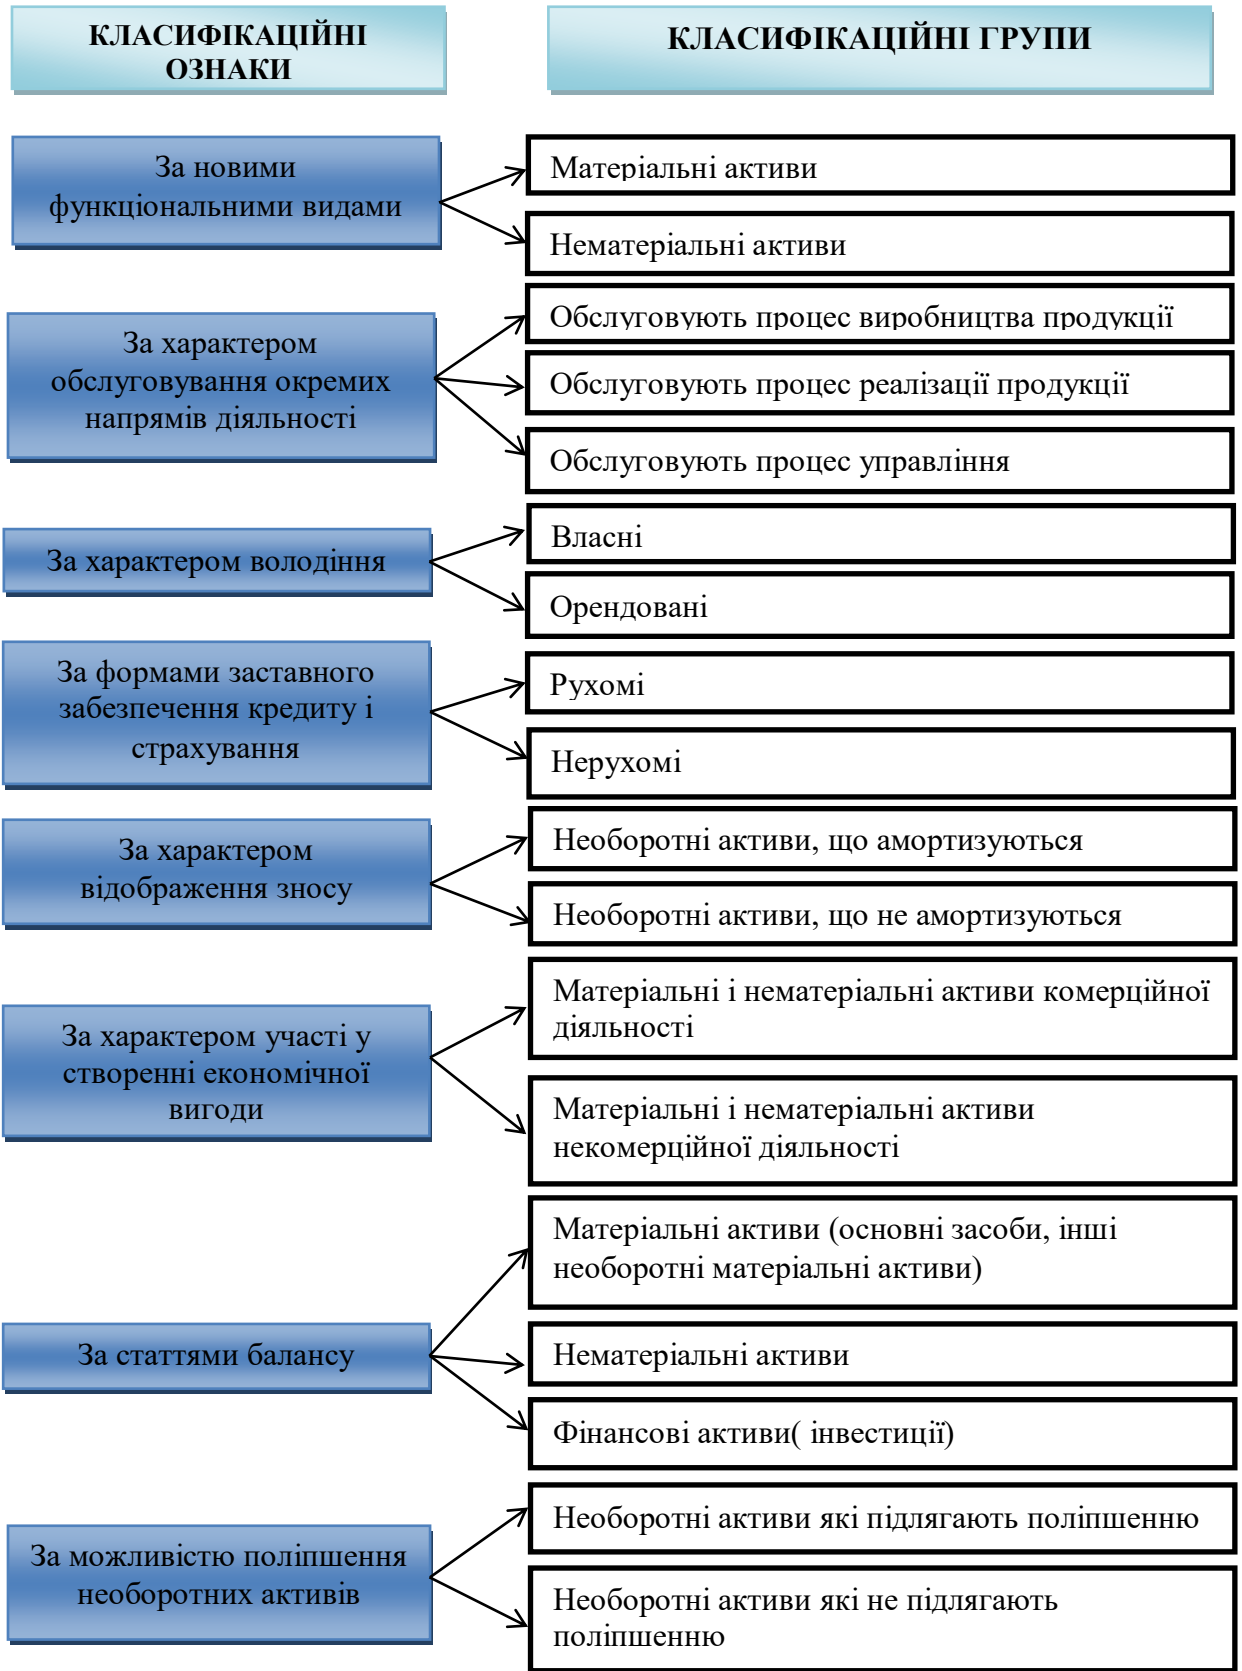 КЛАСИФІКАЦІЙНІ
ОЗНАКИ
КЛАСИФІКАЦІЙНІ ГРУПИ
За новими
функціональними видами
Матеріальні активи
Нематеріальні активи
За характером
обслуговування окремих
напрямів діяльності
Обслуговують процес виробництва продукції
Обслуговують процес реалізації продукції
Обслуговують процес управління
За характером володіння
Власні
Орендовані
За формами заставного
забезпечення кредиту і
страхування
Рухомі
Нерухомі
За характером
відображення зносу
Необоротні активи, що амортизуються
Необоротні активи, що не амортизуються
За характером участі у
створенні економічної
вигоди
Матеріальні і нематеріальні активи комерційної
діяльності
Матеріальні і нематеріальні активи
некомерційної діяльності
За статтями балансу
Матеріальні активи (основні засоби, інші
необоротні матеріальні активи)
Нематеріальні активи
Фінансові активи( інвестиції)
За можливістю поліпшення
необоротних активів
Необоротні активи які підлягають поліпшенню
Необоротні активи які не підлягають
поліпшенню